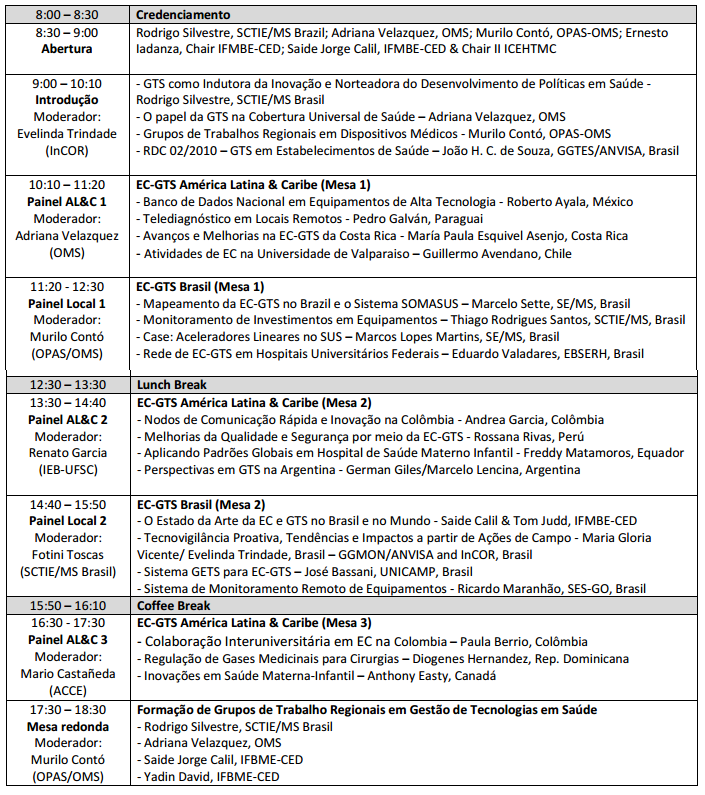 8:00 – 8:30 Credenciamento
8:30 – 9:00 Rodrigo Silvestre, SCTIE/MS Brazil; Adriana Velazquez, OMS; Murilo Contó, OPAS-OMS; Ernesto
Abertura Iadanza, Chair IFMBE-CED; Saide Jorge Calil, IFMBE-CED & Chair II ICEHTMC
9:00 – 10:10 - GTS como Indutora da Inovação e Norteadora do Desenvolvimento de Políticas em Saúde -
Introdução Rodrigo Silvestre, SCTIE/MS Brasil
Moderador: - O papel da GTS na Cobertura Universal de Saúde – Adriana Velazquez, OMS
Evelinda Trindade - Grupos de Trabalhos Regionais em Dispositivos Médicos - Murilo Contó, OPAS-OMS
(InCOR) - RDC 02/2010 – GTS em Estabelecimentos de Saúde – João H. C. de Souza, GGTES/ANVISA, Brasil
10:10 – 11:20 EC-GTS América Latina & Caribe (Mesa 1)
Painel AL&C 1 - Banco de Dados Nacional em Equipamentos de Alta Tecnologia - Roberto Ayala, México
Moderador: - Telediagnóstico em Locais Remotos - Pedro Galván, Paraguai
Adriana Velazquez - Avanços e Melhorias na EC-GTS da Costa Rica - María Paula Esquivel Asenjo, Costa Rica
(OMS) - Atividades de EC na Universidade de Valparaiso – Guillermo Avendano, Chile
11:20 - 12:30 EC-GTS Brasil (Mesa 1)
Painel Local 1 - Mapeamento da EC-GTS no Brazil e o Sistema SOMASUS – Marcelo Sette, SE/MS, Brasil
Moderador: - Monitoramento de Investimentos em Equipamentos – Thiago Rodrigues Santos, SCTIE/MS, Brasil
Murilo Contó - Case: Aceleradores Lineares no SUS – Marcos Lopes Martins, SE/MS, Brasil
(OPAS/OMS) - Rede de EC-GTS em Hospitais Universitários Federais – Eduardo Valadares, EBSERH, Brasil
12:30 – 13:30 Lunch Break
13:30 – 14:40 EC-GTS América Latina & Caribe (Mesa 2)
Painel AL&C 2 - Nodos de Comunicação Rápida e Inovação na Colômbia - Andrea Garcia, Colômbia
Moderador: - Melhorias da Qualidade e Segurança por meio da EC-GTS - Rossana Rivas, Perú
Renato Garcia - Aplicando Padrões Globais em Hospital de Saúde Materno Infantil - Freddy Matamoros, Equador
(IEB-UFSC) - Perspectivas em GTS na Argentina - German Giles/Marcelo Lencina, Argentina
14:40 – 15:50 EC-GTS Brasil (Mesa 2)
Painel Local 2 - O Estado da Arte da EC e GTS no Brasil e no Mundo - Saide Calil & Tom Judd, IFMBE-CED
Moderador: - Tecnovigilância Proativa, Tendências e Impactos a partir de Ações de Campo - Maria Gloria
Fotini Toscas Vicente/ Evelinda Trindade, Brasil – GGMON/ANVISA and InCOR, Brasil
(SCTIE/MS Brasil) - Sistema GETS para EC-GTS – José Bassani, UNICAMP, Brasil
- Sistema de Monitoramento Remoto de Equipamentos - Ricardo Maranhão, SES-GO, Brasil
15:50 – 16:10 Coffee Break
16:30 - 17:30 EC-GTS América Latina & Caribe (Mesa 3)
Painel AL&C 3 - Colaboração Interuniversitária em EC na Colombia – Paula Berrio, Colômbia
Moderador: - Regulação de Gases Medicinais para Cirurgias – Diogenes Hernandez, Rep. Dominicana
Mario Castañeda - Inovações em Saúde Materna-Infantil – Anthony Easty, Canadá
(ACCE)
17:30 – 18:30 Formação de Grupos de Trabalho Regionais em Gestão de Tecnologias em Saúde
Mesa redonda - Rodrigo Silvestre, SCTIE/MS Brasil
Moderador: - Adriana Velazquez, OMS
Murilo Contó - Saide Jorge Calil, IFBME-CED
(OPAS/OMS) - Yadin David, IFBME-CED